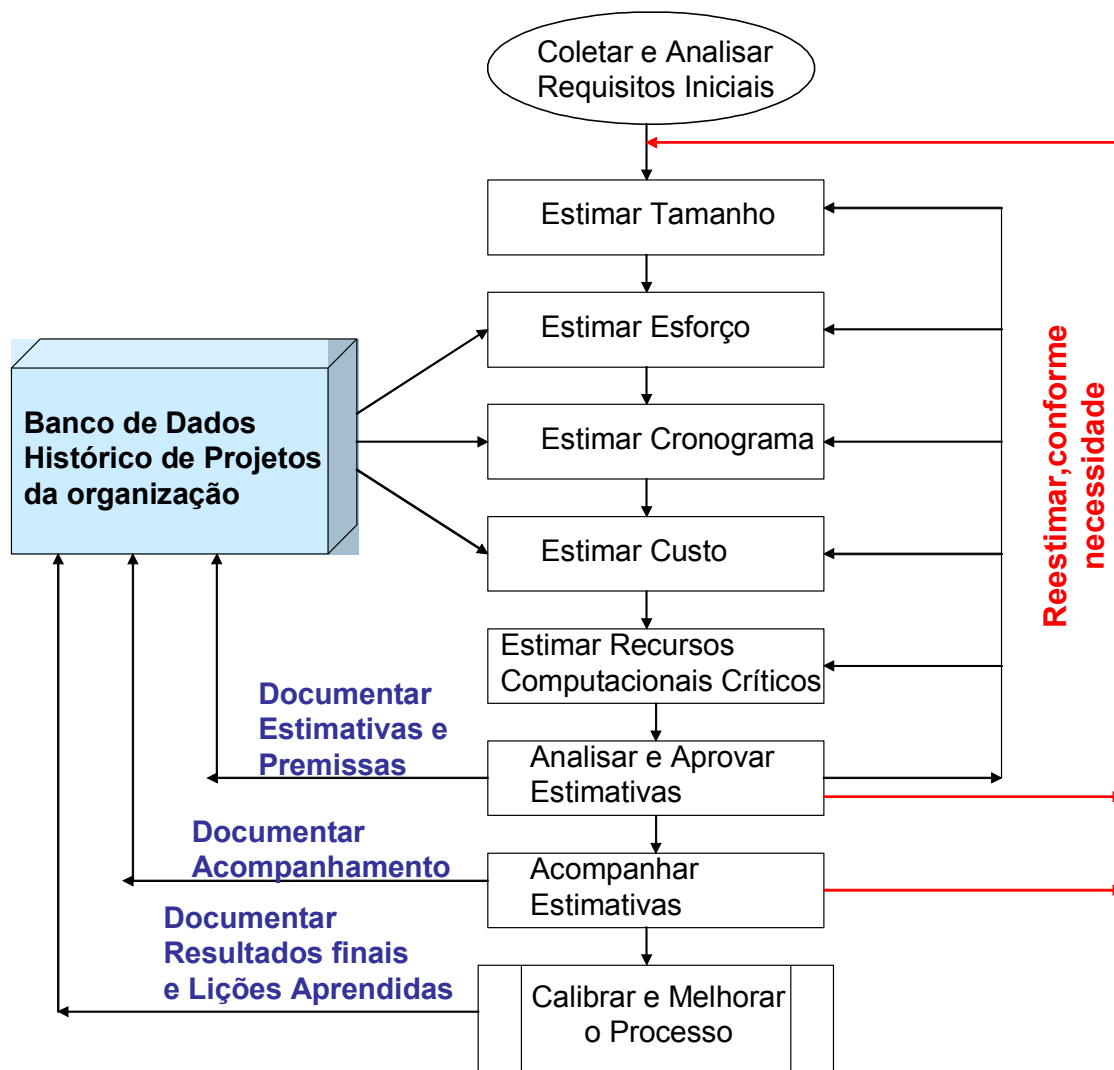 Coletar e Analisar
Requisitos Iniciais
Estimar Tamanho
Estimar Esforço
Banco de Dados
Histórico de Projetos
da organização
Estimar Cronograma
Estimar Custo
Reestimar,conforme
necessidade
Estimar Recursos
Computacionais Críticos
Documentar
Estimativas e
Premissas
Analisar e Aprovar
Estimativas
Documentar
Acompanhamento
Acompanhar
Estimativas
Documentar
Resultados finais
e Lições Aprendidas
Calibrar e Melhorar
o Processo